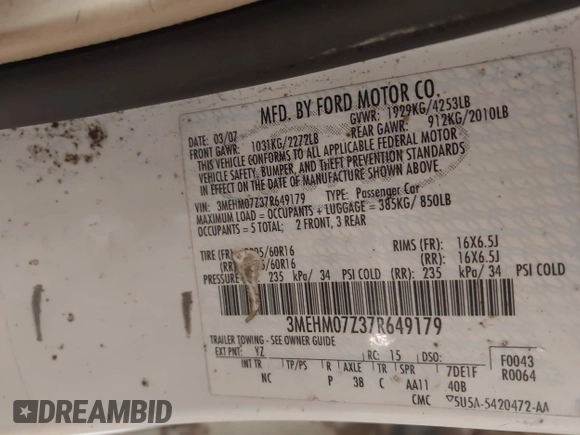 MFD. BY FORD MOTOR CO.
03/07
GVWR: 1929KG/4253LB
FRONT GAWR: 1031KG/2272LB
REAR GAWR: 912KG/2010LB
THIS VEHICLE CONFORMS TO ALL APPLICABLE FEDERAL MOTOR
VEHICLE SAFETY, BUMPER, AND THEFT PREVENTION STANDARDS
IN EFFECT ON THE DATE OF MANUFACTURE SHOWN ABOVE.
VIN: 3MEHM07Z37R649179 TYPE: Passenger Car
MAXIMUM LOAD = OCCUPANTS + LUGGAGE = 385KG/ 850LB
OCCUPANTS = 5 TOTAL: 2 FRONT, 3 REAR
TIRE (FR): 5/60R16 RIMS (FR): 16X6.5J
(RR) 5/60R16 (RR): 16X6.5J
PRESSURE 235 kPa/ 34 PSI COLD (RR): 235 kPa/ 34 PSI COLD
3MEHM07Z37R649179
TRAILER TOWING - SEE OWNER GUIDE
EXT PNT: YZ RC: 15 DSO: F0043
R0064
INT TR TP/PS R AXLE TR SPR 7DE1F
NC P 38 C AA11 40B
CMC 5U5A-5420472-AA
©DREAMBID